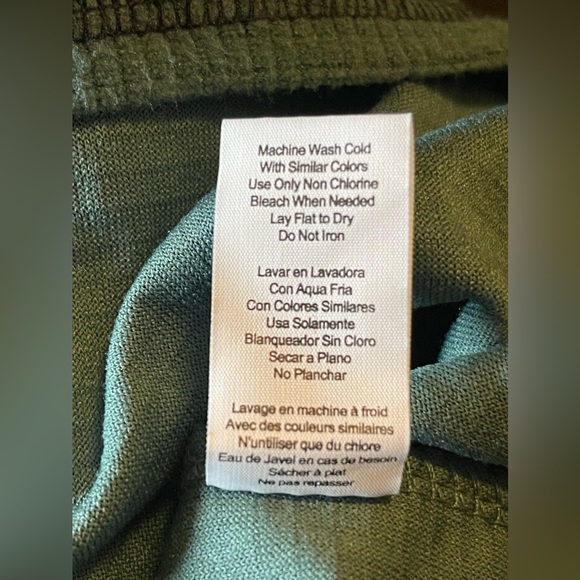 Machine Wash Cold
With Similar Colors
Use Only Non Chlorine
Bleach When Needed
Lay Flat to Dry
Do Not Iron
Lavar en Lavadora
Con Aqua Fria
Con Colores Similares
Usa Solamente
Blanqueador Sin Cloro
Secar a Plano
No Planchar
Lavage en machine à froid
Avec des couleurs similaires
N'untiliser que du chlore
Eau de Javel en cas de besoin
Sécher à plat
Ne pas repasser